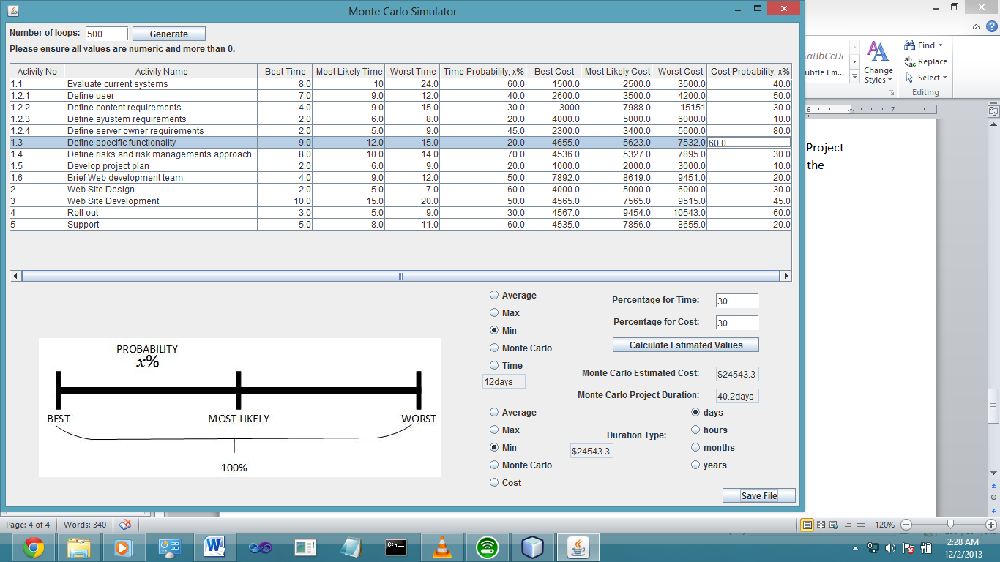 Monte Carlo Simulator
Number of loops: 500 Generate
Please ensure all values are numeric and more than 0.
Activity No Activity Name Best Time Most Likely Time Worst Time Time Probability, x% Best Cost Most Likely Cost Worst Cost Cost Probability, x%
1.1 Evaluate current systems 8.0 10 24.0 60.0 1500.0 2500.0 3500.0 40.0
1.2.1 Define user 7.0 9.0 12.0 40.0 2600.0 3500.0 4200.0 50.0
1.2.2 Define content requirements 4.0 9.0 15.0 30.0 3000 7988.0 15151 30.0
1.2.3 Define syustem requirements 2.0 6.0 8.0 20.0 4000.0 5000.0 6000.0 10.0
1.2.4 Define server owner requirements 2.0 5.0 9.0 45.0 2300.0 3400.0 5600.0 80.0
1.3 Define specific functionality 9.0 12.0 15.0 20.0 4655.0 5623.0 7532.0 60.0
1.4 Define risks and risk managements approach 8.0 10.0 14.0 70.0 4536.0 5327.0 7895.0 30.0
1.5 Develop project plan 2.0 6.0 9.0 20.0 1000.0 2000.0 3000.0 10.0
1.6 Brief Web development team 4.0 9.0 12.0 50.0 7892.0 8619.0 9451.0 20.0
2 Web Site Design 2.0 5.0 7.0 60.0 4000.0 5000.0 6000.0 30.0
3 Web Site Development 10.0 15.0 20.0 50.0 4565.0 7565.0 9515.0 45.0
4 Roll out 3.0 5.0 9.0 30.0 4567.0 9454.0 10543.0 60.0
5 Support 5.0 8.0 11.0 60.0 4535.0 7856.0 8655.0 20.0
PROBABILITY
x%
BEST MOST LIKELY WORST
100%
Average
Max
Min
Monte Carlo
Time
12days
Average
Max
Min
Monte Carlo
Cost
Percentage for Time: 30
Percentage for Cost: 30
Calculate Estimated Values
Monte Carlo Estimated Cost: $24543.3
Monte Carlo Project Duration: 40.2days
Duration Type:
$24543.3
days
hours
months
years
Save File
aBbCcDc
ubtle Em...
Change
Styles
Find
Replace
Select
Editing
6 7
Project
the
Page: 4 of 4 Words: 340
120%
C:\_
2:28 AM
12/2/2013